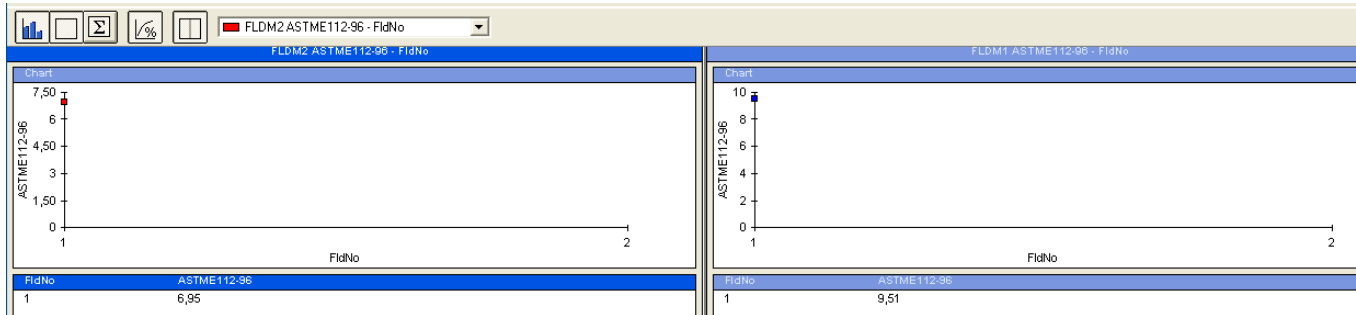 Σ
%
FLDM2 ASTME112-96 - FldNo
FLDM2 ASTME112-96 - FldNo
Chart
7,50
6
4,50
3
1,50
0
ASTME112-96
1
2
FldNo
FldNo ASTME112-96
1 6,95
FLDM1 ASTME112-96 - FldNo
Chart
10
8
6
4
2
0
ASTME112-96
1
2
FldNo
FldNo ASTME112-96
1 9,51